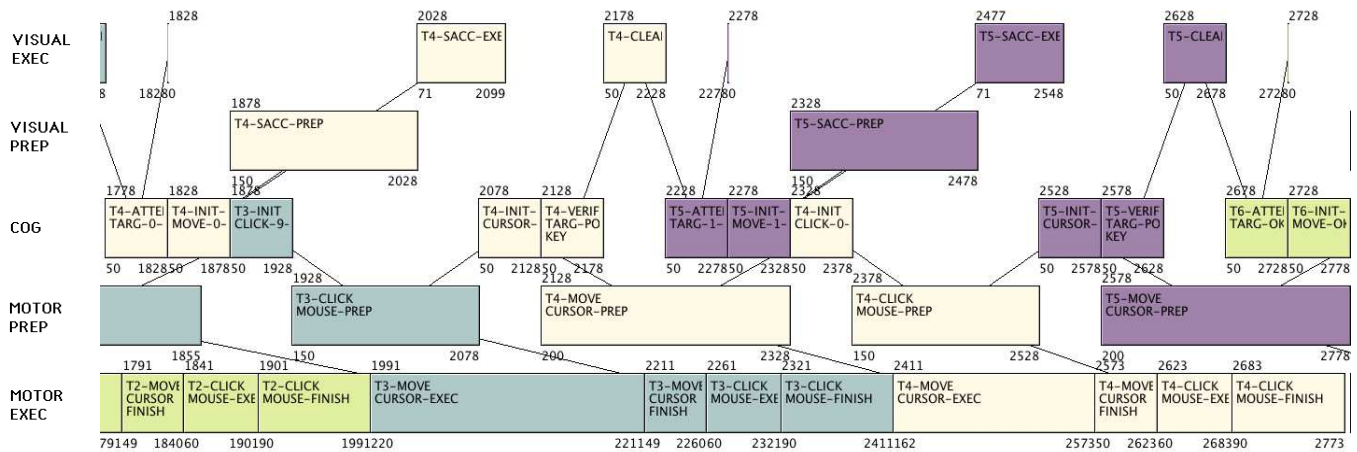 1828
2028
2178
2278
2477
2628
2728
VISUAL
EXEC
T4-SACC-EXE
T4-CLEAI
T5-SACC-EXE
T5-CLEAI
8
18280
71
2099
50
2228
22780
71
2548
50
2678
27280
1878
2328
VISUAL
PREP
T4-SACC-PREP
T5-SACC-PREP
150
2028
150
2478
1778
1828
1878
2078
2128
2228
2278
2328
2528
2578
2678
2728
COG
T4-ATTEI
TARG-0-
T4-INIT-
MOVE-0-
T3-INIT
CLICK-9-
T4-INIT-
CURSOR-
T4-VERIF
TARG-PO
KEY
T5-ATTEI
TARG-1-
T5-INIT-
MOVE-1-
T4-INIT
CLICK-0-
T5-INIT-
CURSOR-
T5-VERIF
TARG-PO
KEY
T6-ATTEI
TARG-OK
T6-INIT-
MOVE-OI
50
182850
187850
1928
50
212850
2178
50
227850
232850
2378
50
257850
2628
50
272850
2778
1928
2128
2378
2578
MOTOR
PREP
T3-CLICK
MOUSE-PREP
T4-MOVE
CURSOR-PREP
T4-CLICK
MOUSE-PREP
T5-MOVE
CURSOR-PREP
1855
150
2078
200
2328
150
2528
200
2778
1791
1841
1901
1991
2211
2261
2321
2411
2573
2623
2683
MOTOR
EXEC
T2-MOVE
CURSOR
FINISH
T2-CLICK
MOUSE-EXE
T2-CLICK
MOUSE-FINISH
T3-MOVE
CURSOR-EXEC
T3-MOVE
CURSOR
FINISH
T3-CLICK
MOUSE-EXE
T3-CLICK
MOUSE-FINISH
T4-MOVE
CURSOR-EXEC
T4-MOVE
CURSOR
FINISH
T4-CLICK
MOUSE-EXE
T4-CLICK
MOUSE-FINISH
79149
184060
190190
1991220
221149
226060
232190
2411162
257350
262360
268390
2773